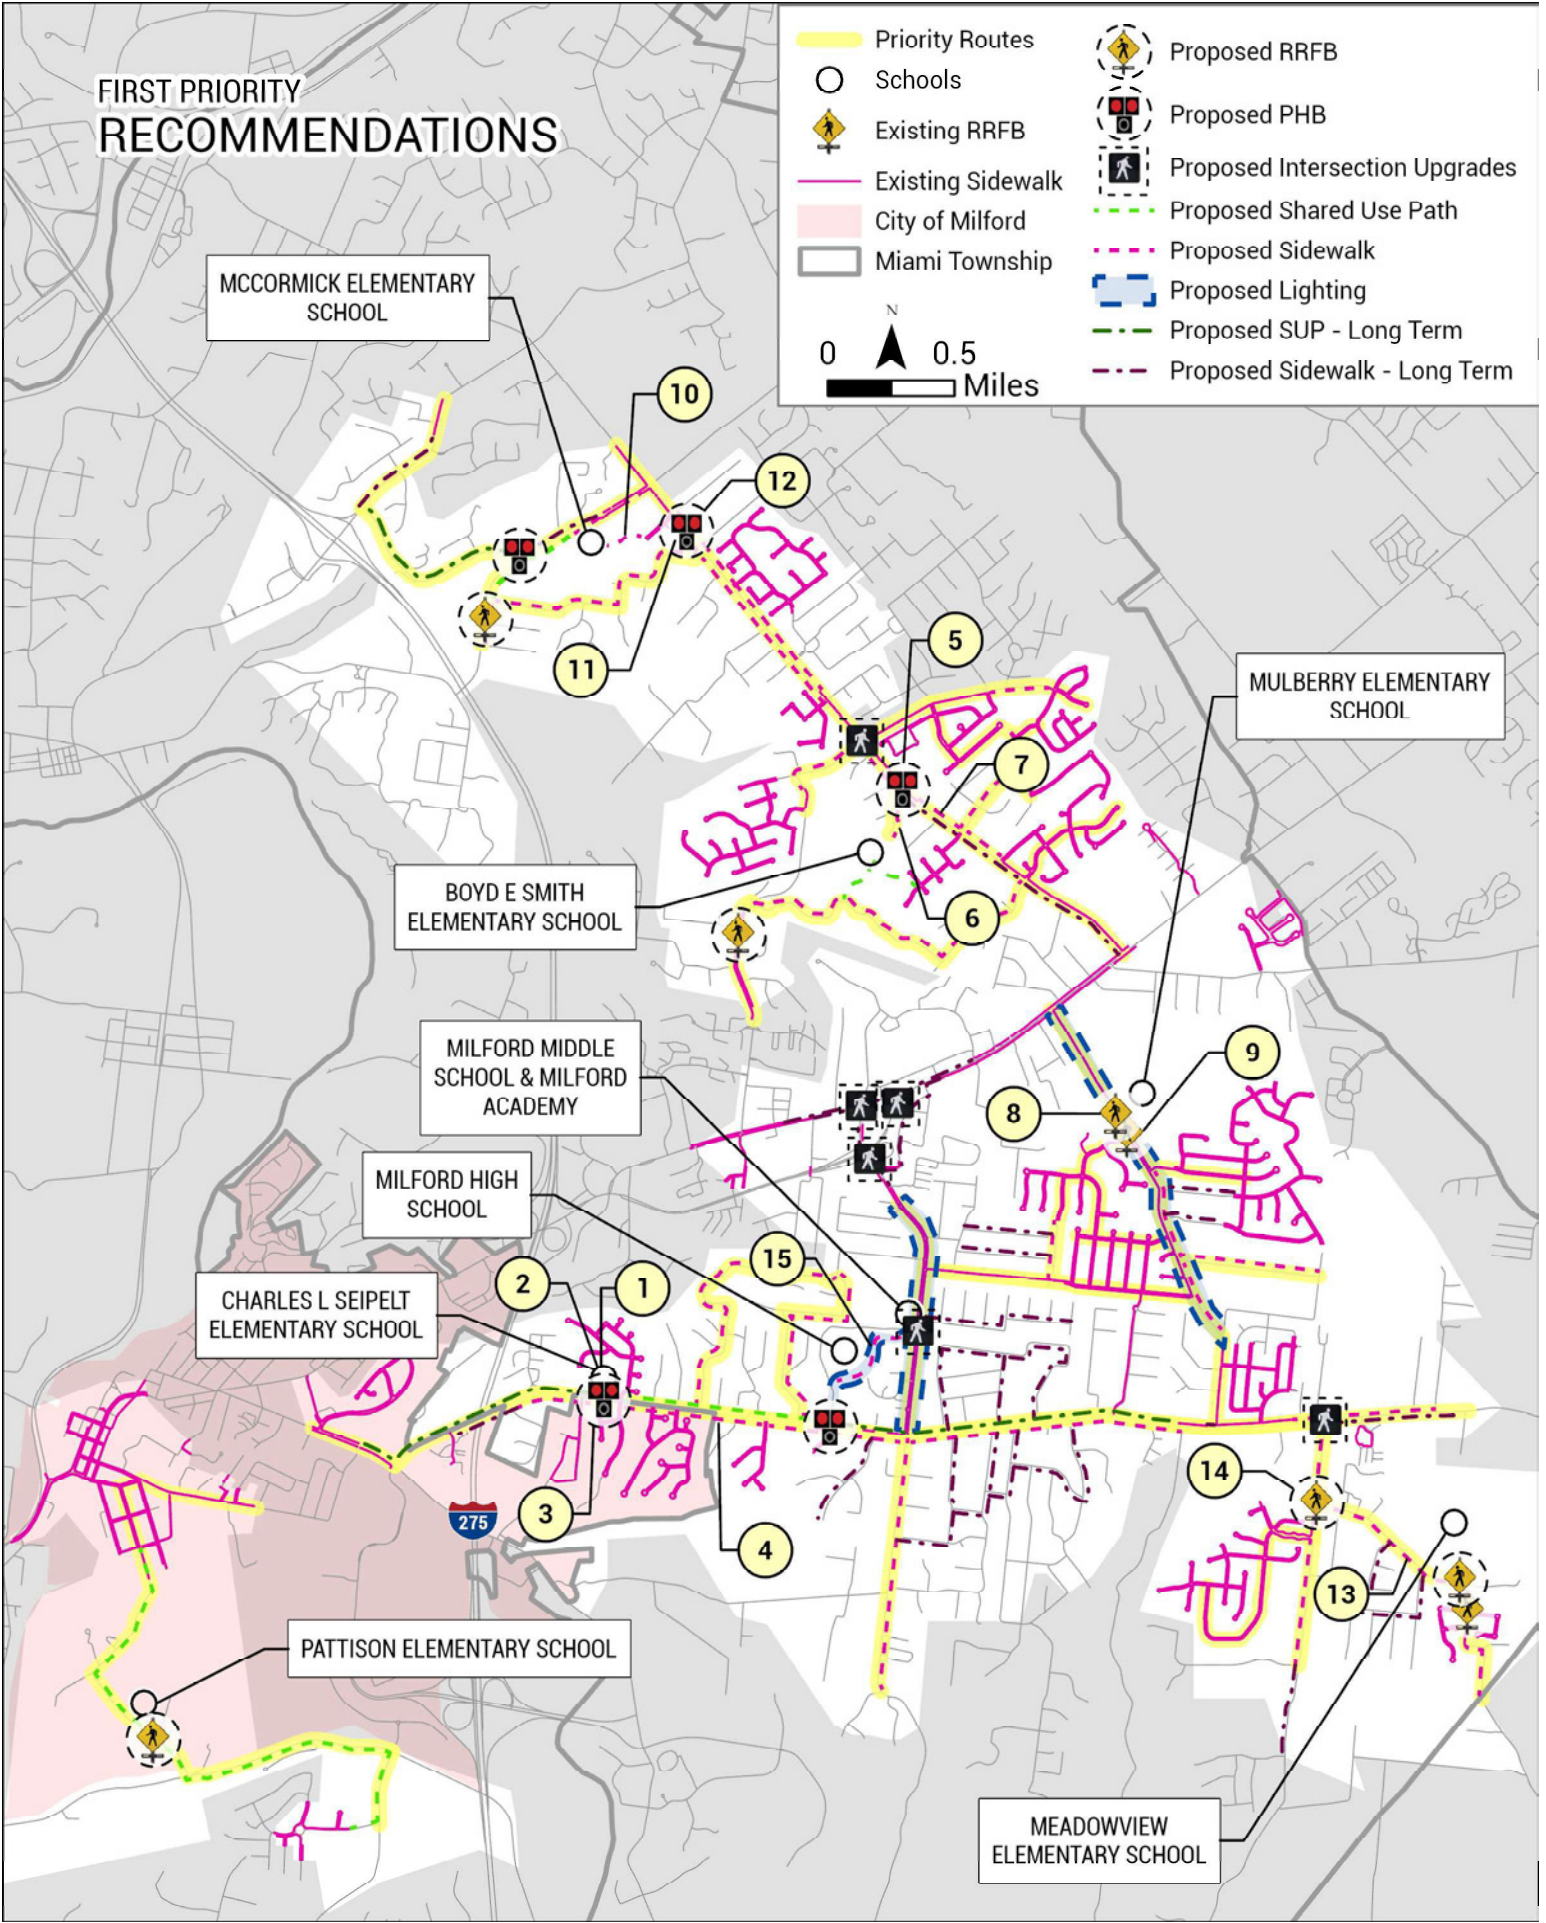 FIRST PRIORITY
RECOMMENDATIONS
Priority Routes
Schools
Existing RRFB
Existing Sidewalk
City of Milford
Miami Township
N
0 0.5
Miles
Proposed RRFB
Proposed PHB
Proposed Intersection Upgrades
Proposed Shared Use Path
Proposed Sidewalk
Proposed Lighting
Proposed SUP - Long Term
Proposed Sidewalk - Long Term
MCCORMICK ELEMENTARY
SCHOOL
10
12
11
5
MULBERRY ELEMENTARY
SCHOOL
7
BOYD E SMITH
ELEMENTARY SCHOOL
6
MILFORD MIDDLE
SCHOOL & MILFORD
ACADEMY
9
8
MILFORD HIGH
SCHOOL
15
2
1
CHARLES L SEIPELT
ELEMENTARY SCHOOL
14
275
3
4
13
PATTISON ELEMENTARY SCHOOL
MEADOWVIEW
ELEMENTARY SCHOOL